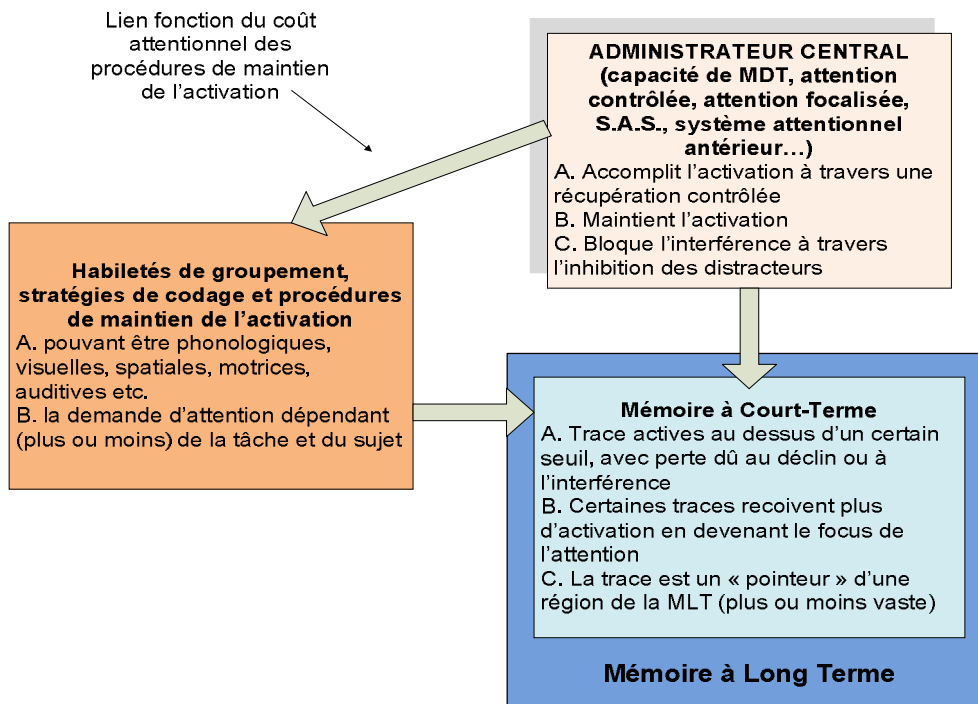 Lien fonction du coût
attentionnel des
procédures de maintien
de l'activation
ADMINISTRATEUR CENTRAL
(capacité de MDT, attention
contrôlée, attention focalisée,
S.A.S., système attentionnel
antérieur…)
A. Accomplit l'activation à travers une
récupération contrôlée
B. Maintient l'activation
C. Bloque l'interférence à travers
l'inhibition des distracteurs
Habiletés de groupement,
stratégies de codage et procédures
de maintien de l'activation
A. pouvant être phonologiques,
visuelles, spatiales, motrices,
auditives etc.
B. la demande d'attention dépendant
(plus ou moins) de la tâche et du sujet
Mémoire à Court-Terme
A. Trace actives au dessus d'un certain
seuil, avec perte dû au déclin ou à
l'interférence
B. Certaines traces recoivent plus
d'activation en devenant le focus de
l'attention
C. La trace est un « pointeur » d'une
région de la MLT (plus ou moins vaste)
Mémoire à Long Terme